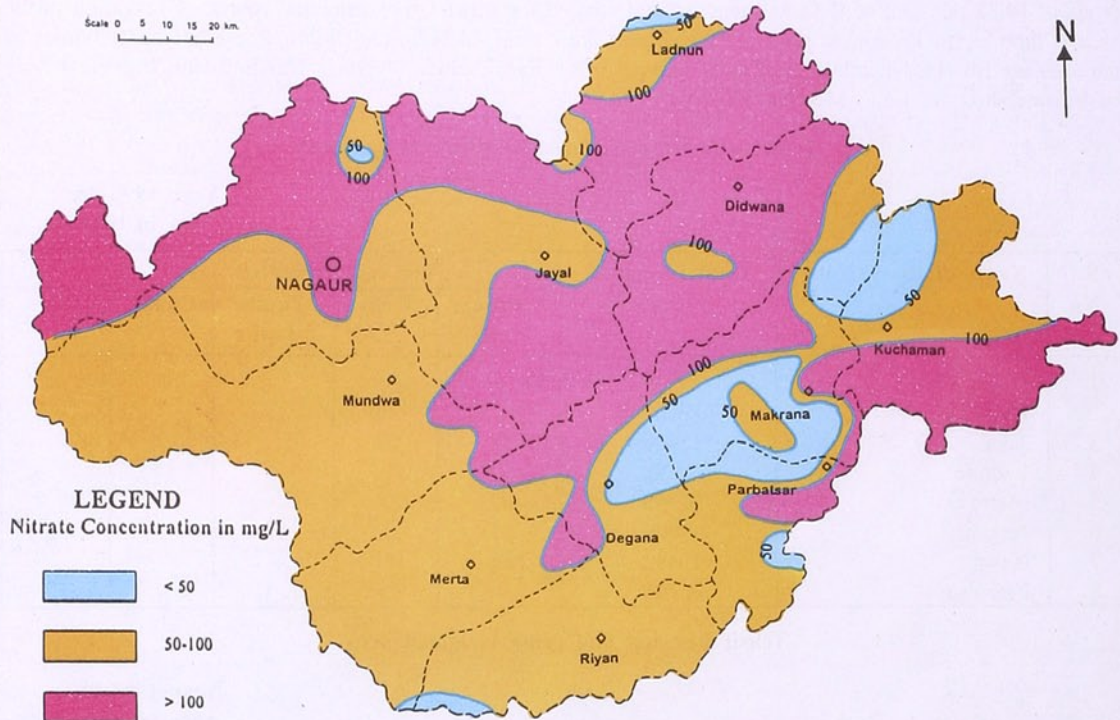 Scale 0 5 10 15 20 km.
N
50
Ladnun
100
50
100
100
Didwana
100
Jayal
NAGAUR
50
Kuchaman
100
100
50
Mundwa
50
Makrana
Parbatsar
Degana
50
Merta
Riyan
LEGEND
Nitrate Concentration in mg/L
< 50
50-100
> 100